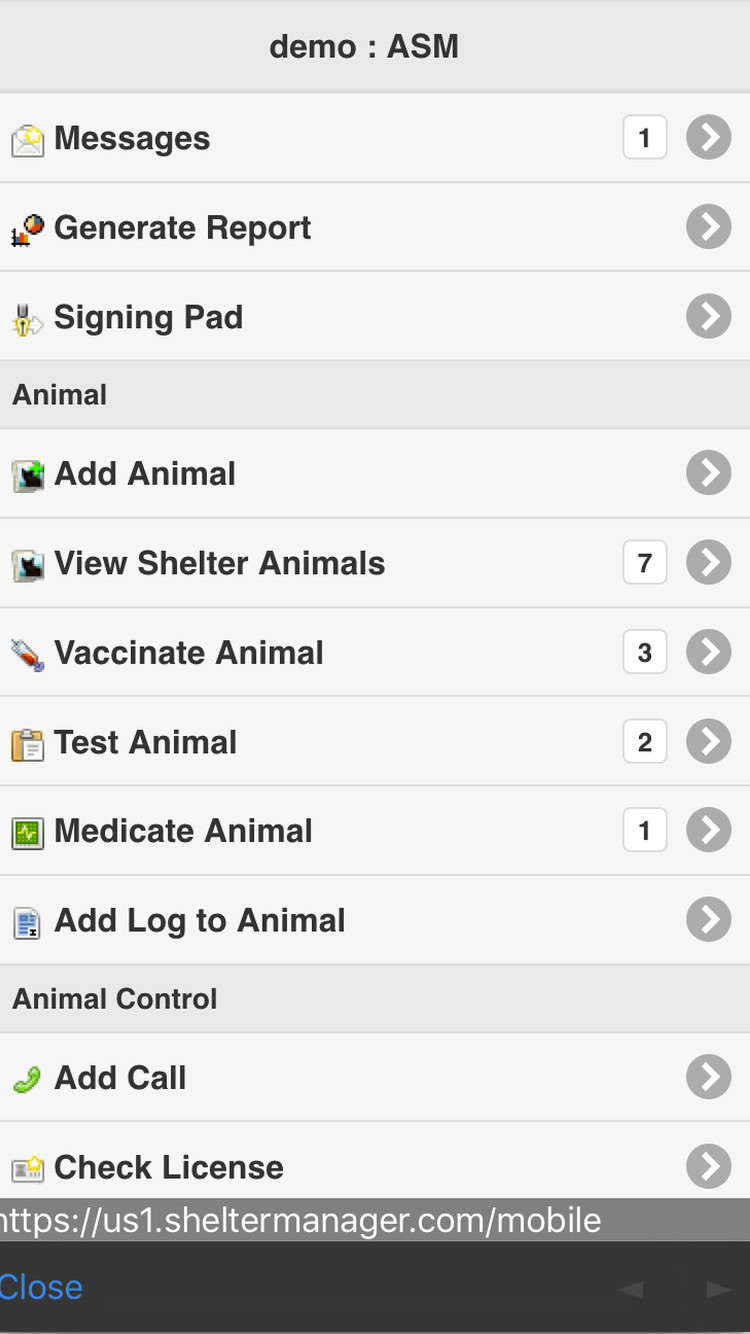 demo : ASM
Messages 1
Generate Report
Signing Pad
Animal
Add Animal
View Shelter Animals 7
Vaccinate Animal 3
Test Animal 2
Medicate Animal 1
Add Log to Animal
Animal Control
Add Call
Check License
https://us1.sheltermanager.com/mobile
Close